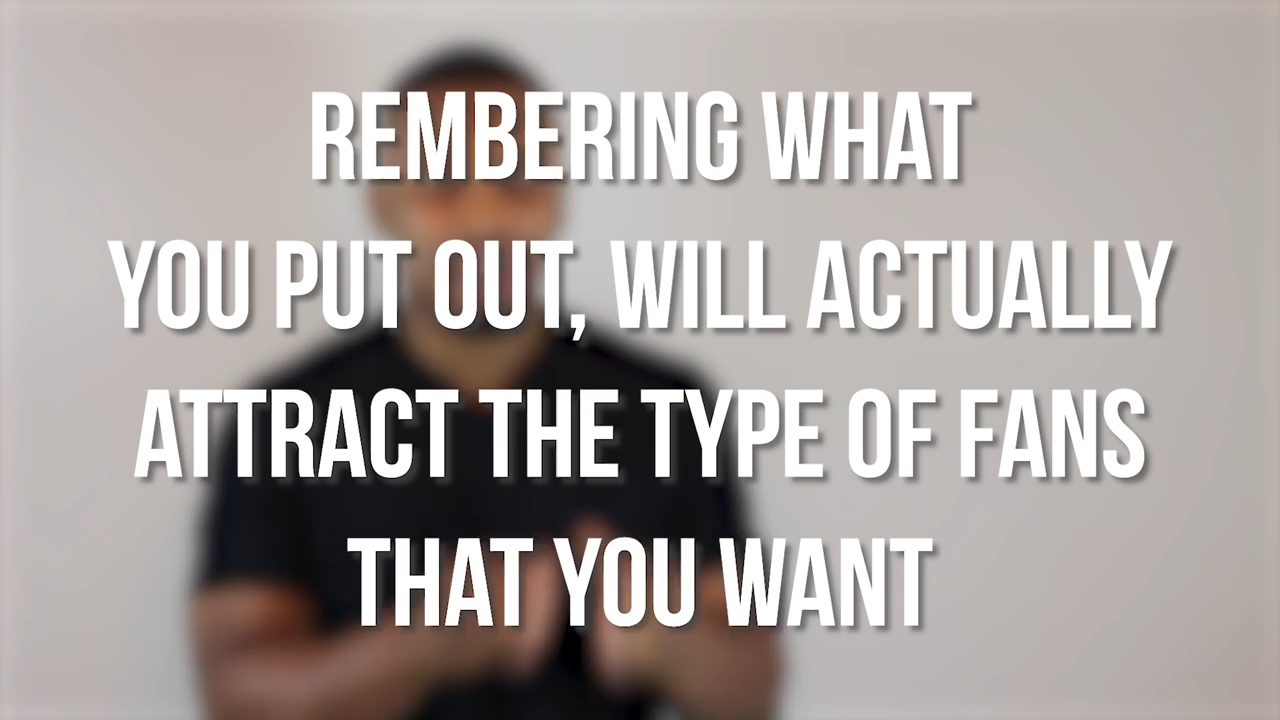 REMBERING WHAT
YOU PUT OUT, WILL ACTUALLY
ATTRACT THE TYPE OF FANS
THAT YOU WANT